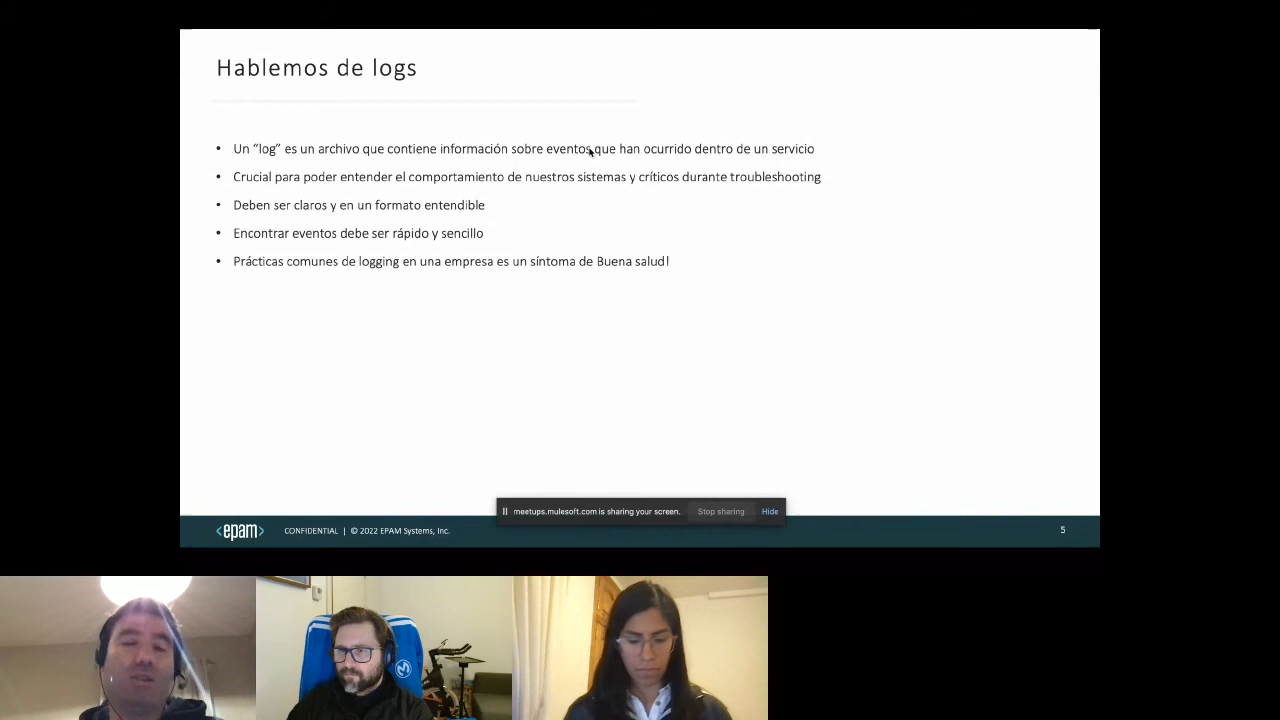 Hablemos de logs
• Un “log” es un archivo que contiene información sobre eventos que han ocurrido dentro de un servicio
• Crucial para poder entender el comportamiento de nuestros sistemas y críticos durante troubleshooting
• Deben ser claros y en un formato entendible
• Encontrar eventos debe ser rápido y sencillo
• Prácticas comunes de logging en una empresa es un síntoma de Buena salud!
meetups.mulesoft.com is sharing your screen. Stop sharing Hide
<epam> CONFIDENTIAL | © 2022 EPAM Systems, Inc. 5